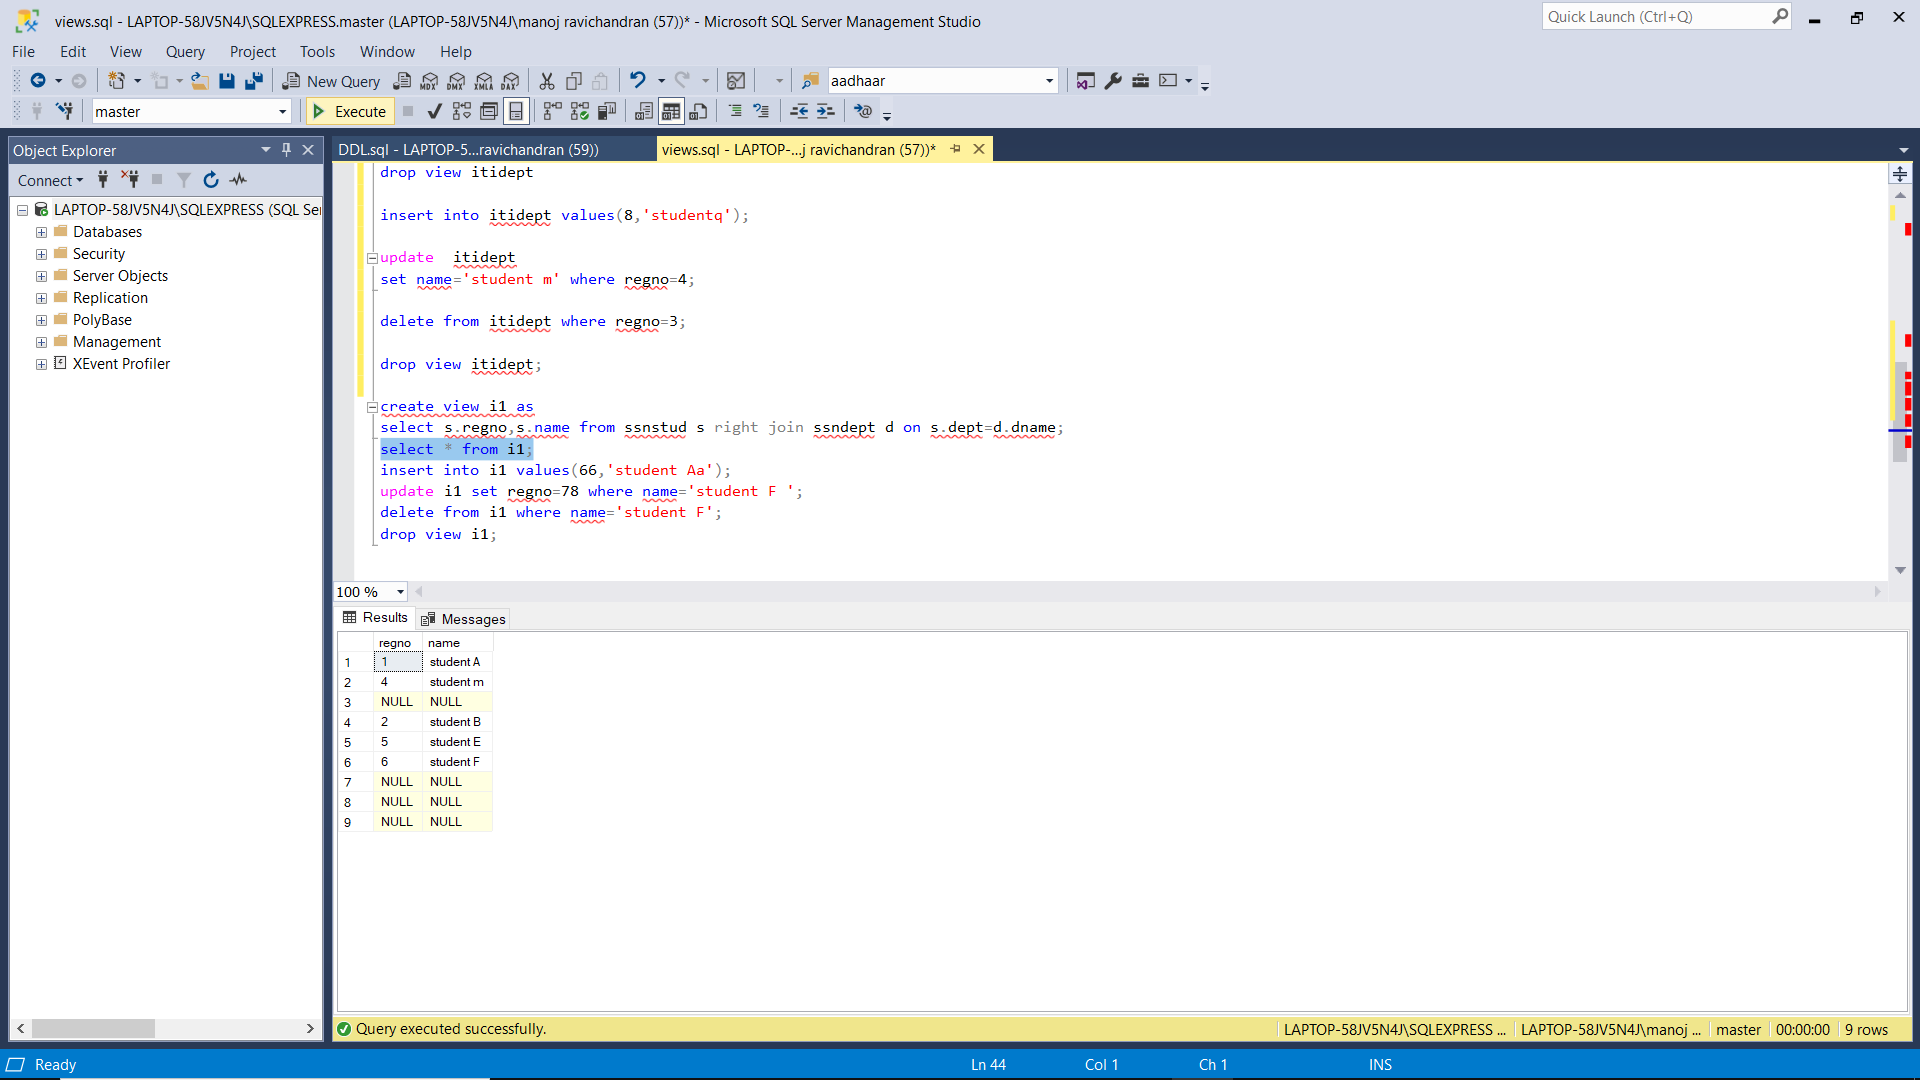 views.sql - LAPTOP-58JV5N4J\SQLEXPRESS.master (LAPTOP-58JV5N4J\manoj ravichandran (57))* - Microsoft SQL Server Management Studio
Quick Launch (Ctrl+Q)
File Edit View Query Project Tools Window Help
New Query MDX DMX XMLA DAX aadhaar
master Execute
Object Explorer
DDL.sql - LAPTOP-5...ravichandran (59))
views.sql - LAPTOP-...j ravichandran (57))*
Connect
LAPTOP-58JV5N4J\SQLEXPRESS (SQL Se
Databases
Security
Server Objects
Replication
PolyBase
Management
XEvent Profiler
drop view itidept
insert into itidept values(8,'studentq');
update  itidept
set name='student m' where regno=4;
delete from itidept where regno=3;
drop view itidept;
create view i1 as
select s.regno,s.name from ssnstud s right join ssndept d on s.dept=d.dname;
select * from i1;
insert into i1 values(66,'student Aa');
update i1 set regno=78 where name='student F ';
delete from i1 where name='student F';
drop view i1;
100 %
Results Messages
regno name
1 1 student A
2 4 student m
3 NULL NULL
4 2 student B
5 5 student E
6 6 student F
7 NULL NULL
8 NULL NULL
9 NULL NULL
Query executed successfully.
LAPTOP-58JV5N4J\SQLEXPRESS ... LAPTOP-58JV5N4J\manoj ... master 00:00:00 9 rows
Ready Ln 44 Col 1 Ch 1 INS